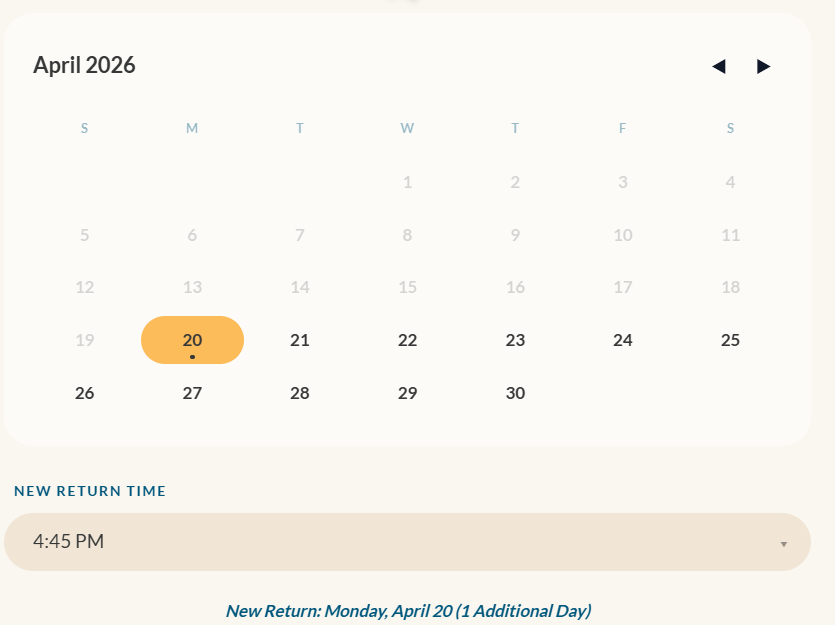 April 2026 ◀ ▶
S M T W T F S
1 2 3 4
5 6 7 8 9 10 11
12 13 14 15 16 17 18
19 20 21 22 23 24 25
26 27 28 29 30
NEW RETURN TIME
4:45 PM
New Return: Monday, April 20 (1 Additional Day)